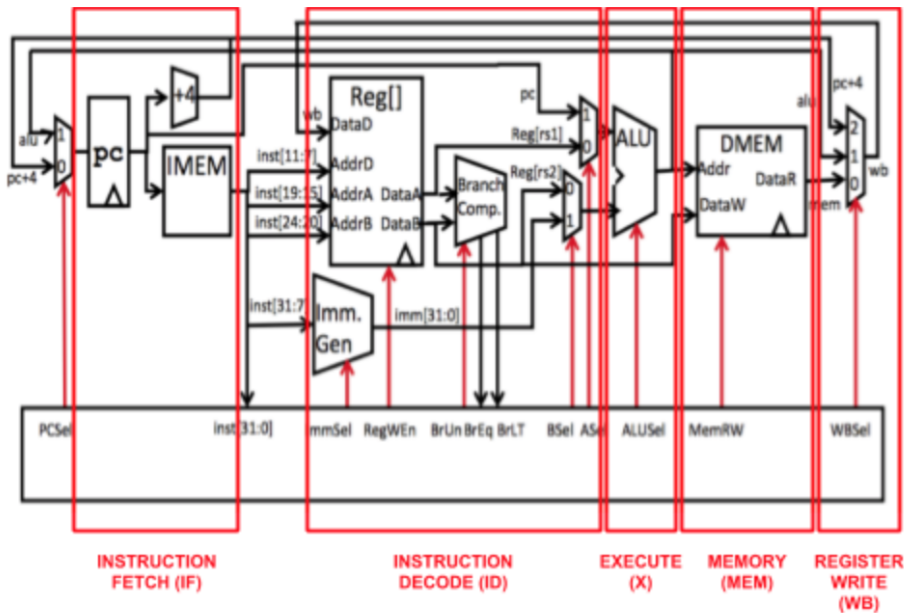 Reg[]
+4
pc+4
wb
DataD
pc
alu
1
0
pc
IMEM
inst[11:7]
AddrD
inst[19:15]
AddrA
DataA
inst[24:20]
AddrB
DataB
Branch
Comp.
Reg[rs1]
Reg[rs2]
1
0
0
1
ALU
DMEM
Addr
DataR
DataW
alu
pc+4
2
1
0
wb
mem
alu
pc+4
inst[31:7]
Imm.
Gen
imm[31:0]
PCSel
inst[31:0]
ImmSel
RegWEn
BrUn
BrEq
BrLT
BSel
ASel
ALUSel
MemRW
WBSel
INSTRUCTION
FETCH (IF)
INSTRUCTION
DECODE (ID)
EXECUTE
(X)
MEMORY
(MEM)
REGISTER
WRITE
(WB)